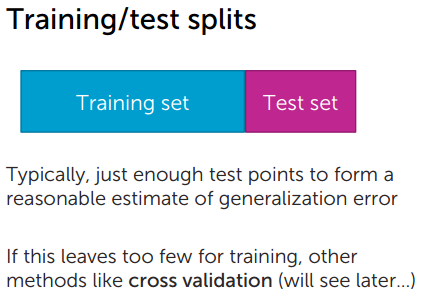 Training/test splits
Training set Test set
Typically, just enough test points to form a
reasonable estimate of generalization error
If this leaves too few for training, other
methods like cross validation (will see later…)